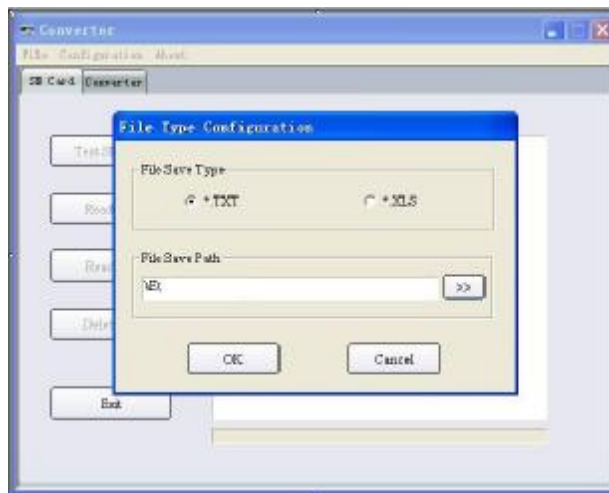 Converter
File Configuration About
SD Card Converter
File Type Configuration
File Save Type
*.TXT
*.XLS
File Save Path
>>
OK
Cancel
Exit